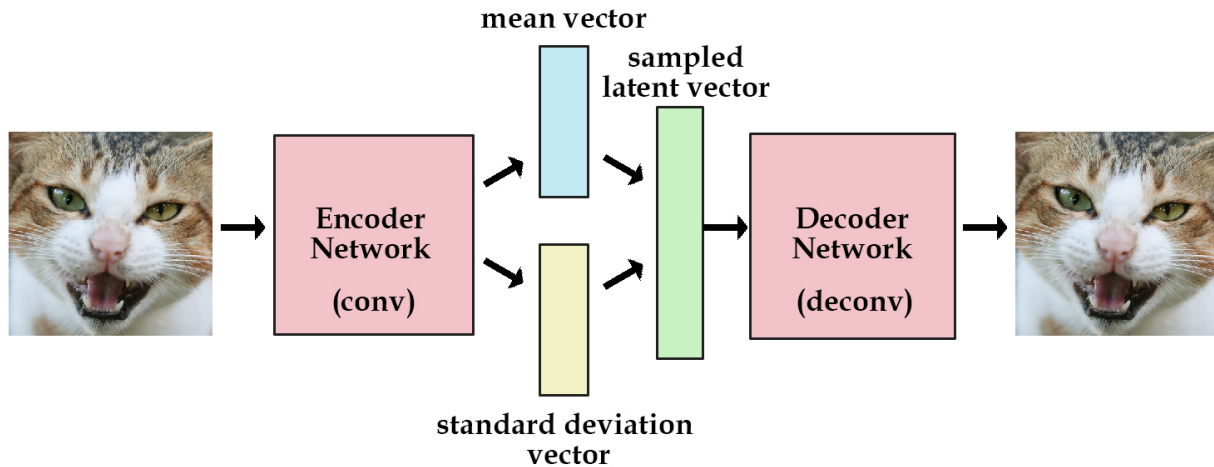 mean vector
sampled
latent vector
Encoder
Network
(conv)
Decoder
Network
(deconv)
standard deviation
vector